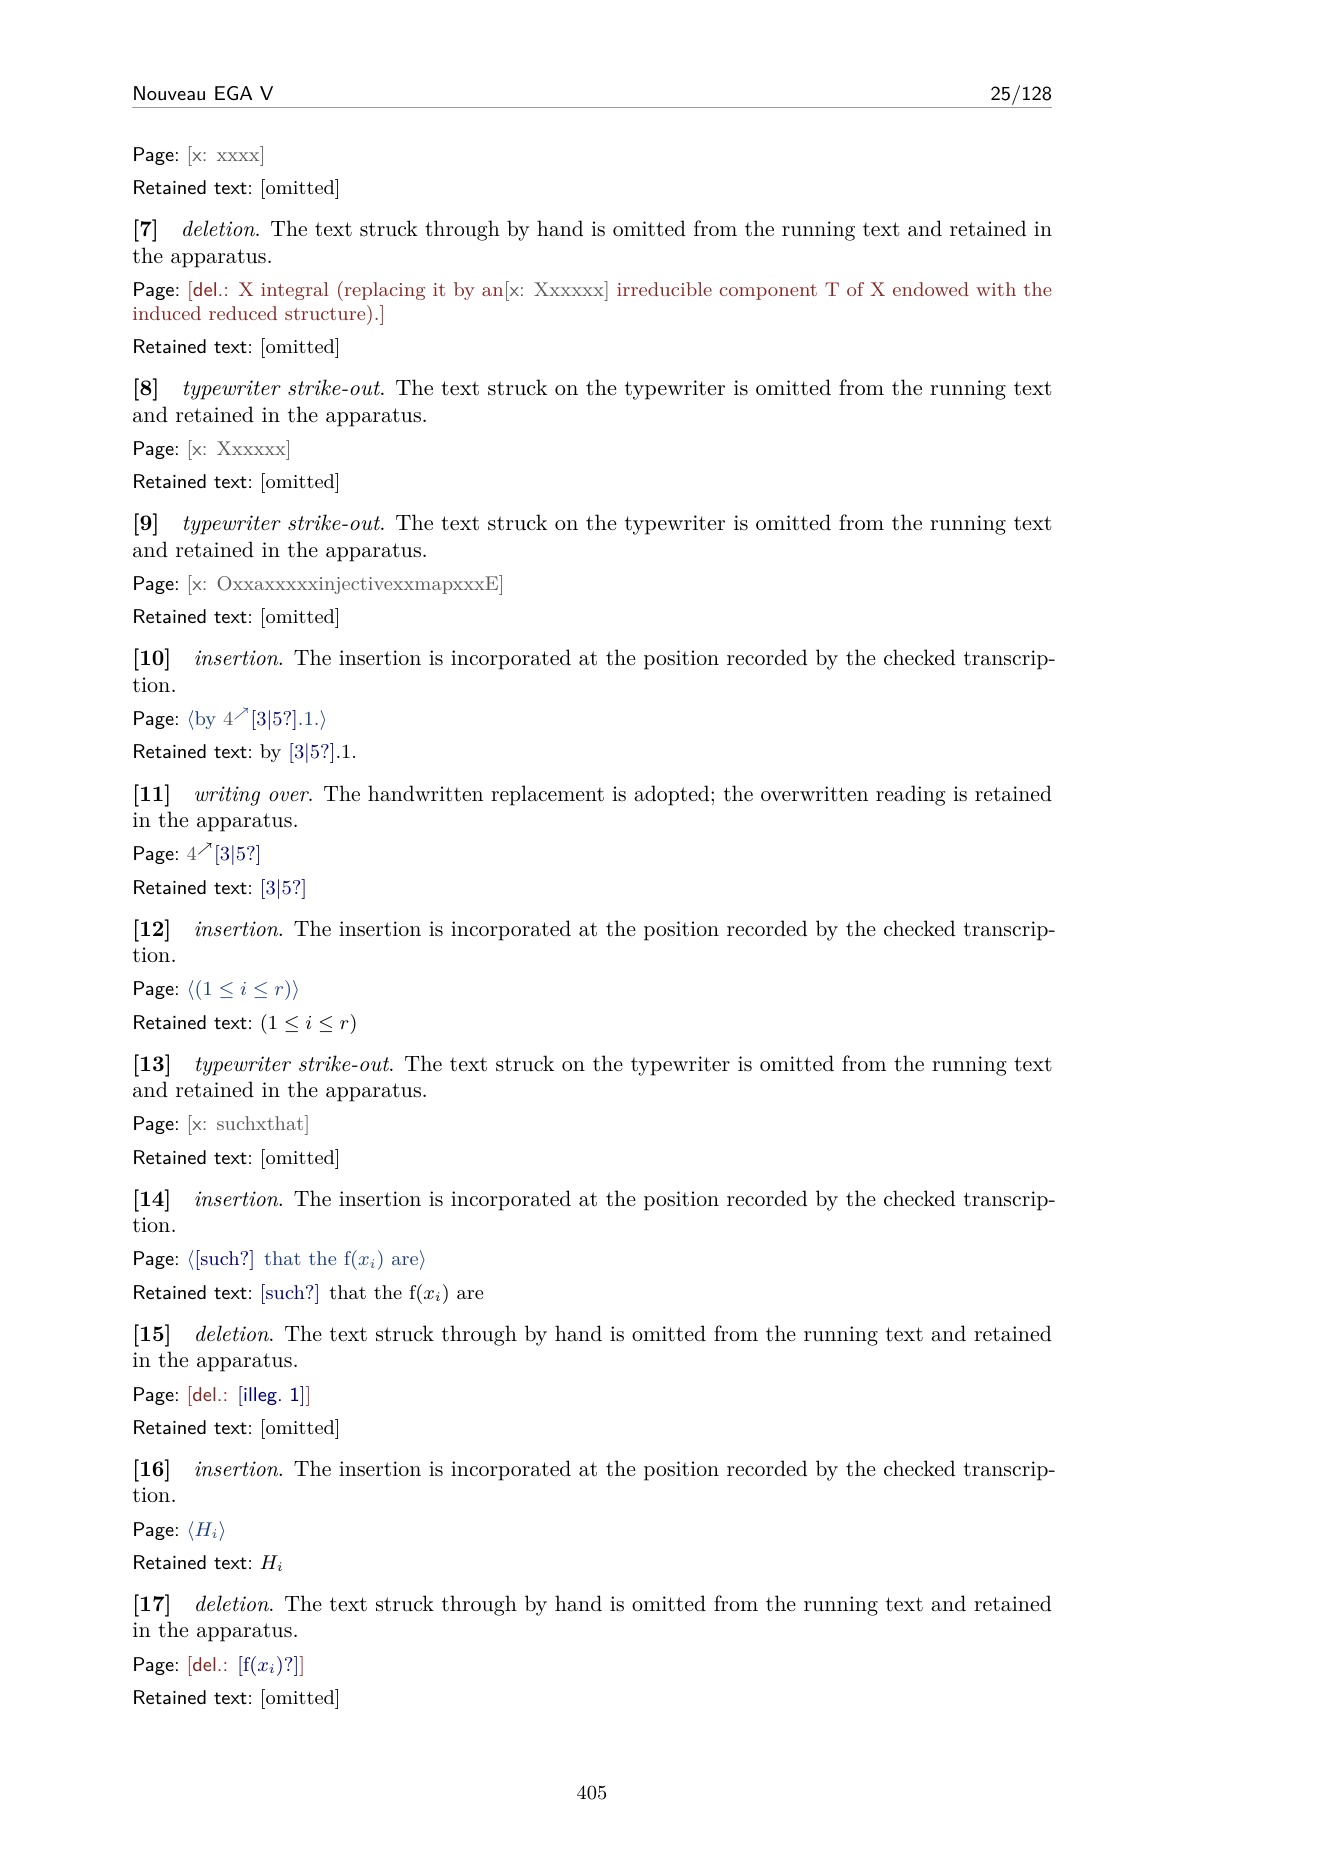 Nouveau EGA V 25/128
Page: [x: xxxx]
Retained text: [omitted]
[7] deletion. The text struck through by hand is omitted from the running text and retained in
the apparatus.
Page: [del.: X integral (replacing it by an[x: Xxxxxx] irreducible component T of X endowed with the
induced reduced structure).]
Retained text: [omitted]
[8] typewriter strike-out. The text struck on the typewriter is omitted from the running text
and retained in the apparatus.
Page: [x: Xxxxxx]
Retained text: [omitted]
[9] typewriter strike-out. The text struck on the typewriter is omitted from the running text
and retained in the apparatus.
Page: [x: OxxaxxxxxinjectivexxmapxxxE]
Retained text: [omitted]
[10] insertion. The insertion is incorporated at the position recorded by the checked transcrip-
tion.
Page: ⟨by 4↗[3|5?].1.⟩
Retained text: by [3|5?].1.
[11] writing over. The handwritten replacement is adopted; the overwritten reading is retained
in the apparatus.
Page: 4↗[3|5?]
Retained text: [3|5?]
[12] insertion. The insertion is incorporated at the position recorded by the checked transcrip-
tion.
Page: ⟨(1 ≤ i ≤ r)⟩
Retained text: (1 ≤ i ≤ r)
[13] typewriter strike-out. The text struck on the typewriter is omitted from the running text
and retained in the apparatus.
Page: [x: suchxthat]
Retained text: [omitted]
[14] insertion. The insertion is incorporated at the position recorded by the checked transcrip-
tion.
Page: ⟨[such?] that the f(xᵢ) are⟩
Retained text: [such?] that the f(xᵢ) are
[15] deletion. The text struck through by hand is omitted from the running text and retained
in the apparatus.
Page: [del.: [illeg. 1]]
Retained text: [omitted]
[16] insertion. The insertion is incorporated at the position recorded by the checked transcrip-
tion.
Page: ⟨Hᵢ⟩
Retained text: Hᵢ
[17] deletion. The text struck through by hand is omitted from the running text and retained
in the apparatus.
Page: [del.: [f(xᵢ)?]]
Retained text: [omitted]
405